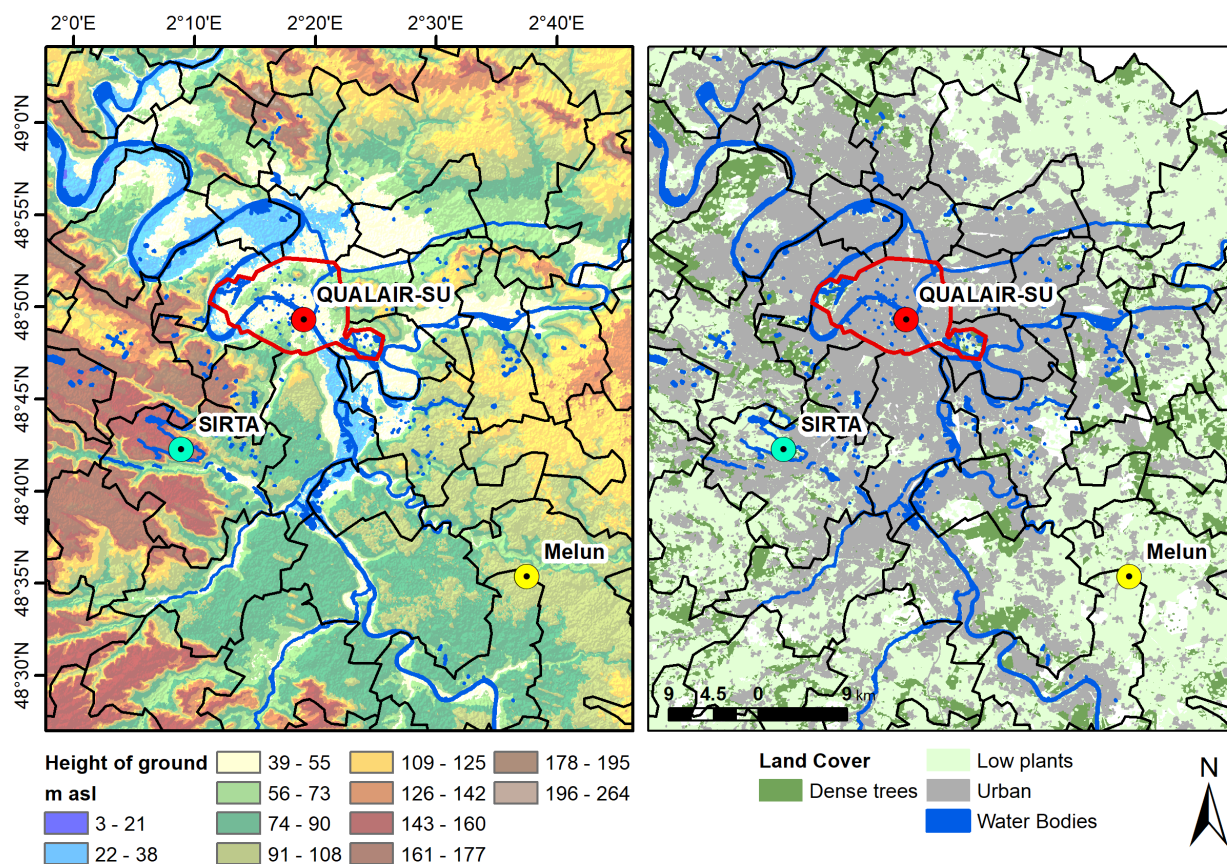 2°0'E 2°10'E 2°20'E 2°30'E 2°40'E
49°0'N
48°55'N
48°50'N
48°45'N
48°40'N
48°35'N
48°30'N
QUALAIR-SU
SIRTA
Melun
QUALAIR-SU
SIRTA
Melun
9 4.5 0 9 km
Height of ground
m asl
3 - 21
22 - 38
39 - 55
56 - 73
74 - 90
91 - 108
109 - 125
126 - 142
143 - 160
161 - 177
178 - 195
196 - 264
Land Cover
Dense trees
Low plants
Urban
Water Bodies
N